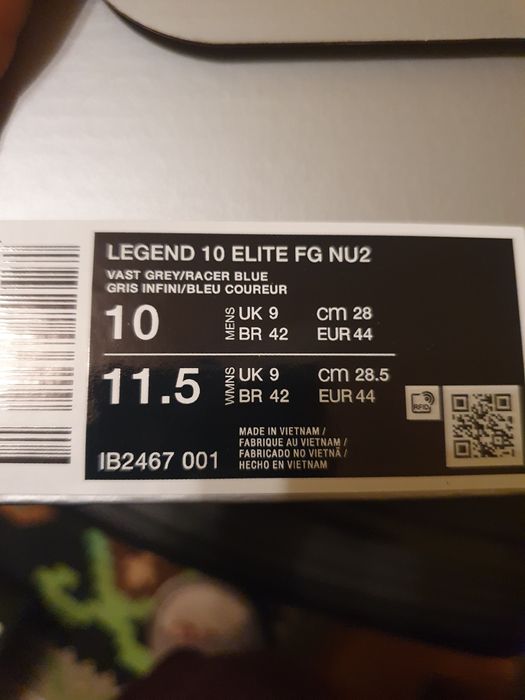 LEGEND 10 ELITE FG NU2
VAST GREY/RACER BLUE
GRIS INFINI/BLEU COUREUR
10 MENS UK 9 cm 28
BR 42 EUR 44
11.5 WMNS UK 9 cm 28.5
BR 42 EUR 44
RFID
MADE IN VIETNAM /
FABRIQUE AU VIETNAM /
FABRICADO NO VIETNÃ /
HECHO EN VIETNAM
IB2467 001